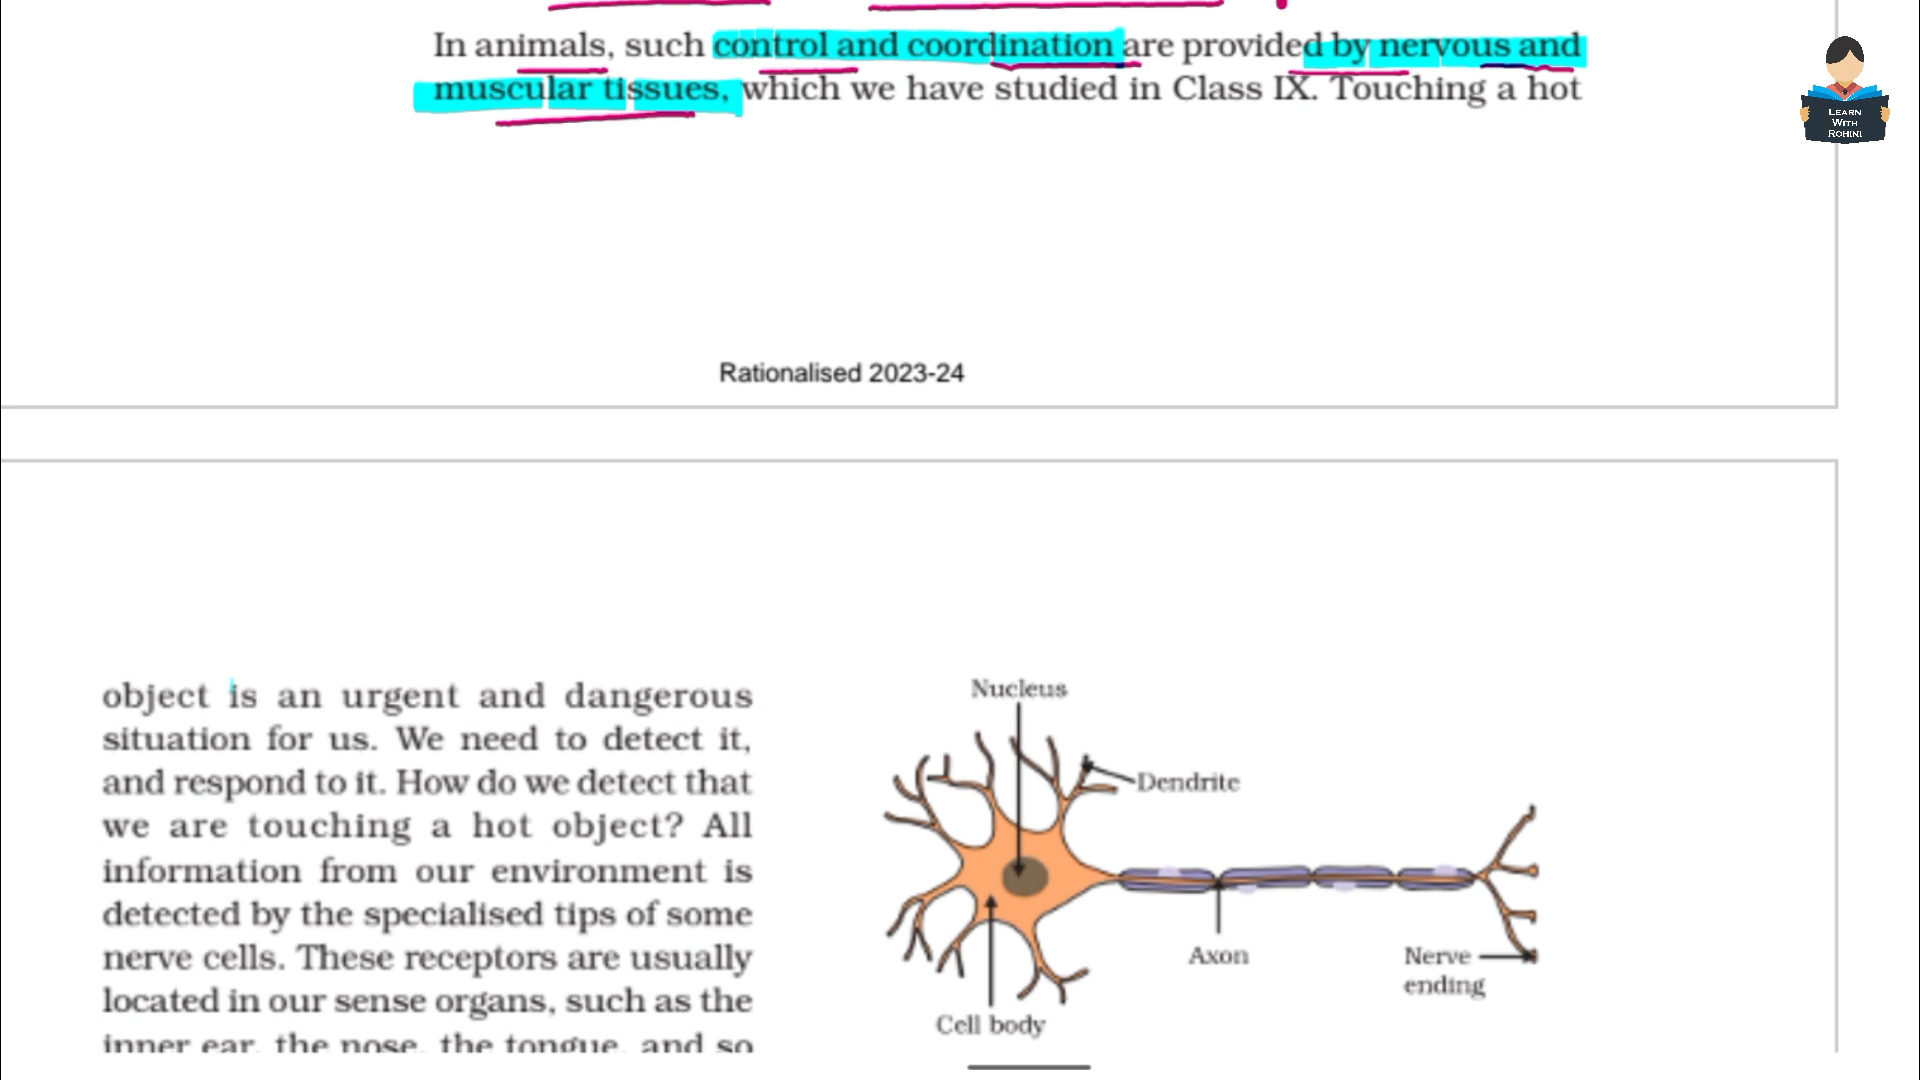 In animals, such control and coordination are provided by nervous and
muscular tissues, which we have studied in Class IX. Touching a hot
LEARN
WITH
ROHINI
Rationalised 2023-24
object is an urgent and dangerous
situation for us. We need to detect it,
and respond to it. How do we detect that
we are touching a hot object? All
information from our environment is
detected by the specialised tips of some
nerve cells. These receptors are usually
located in our sense organs, such as the
inner ear, the nose, the tongue, and so
Nucleus
Dendrite
Axon
Nerve
ending
Cell body